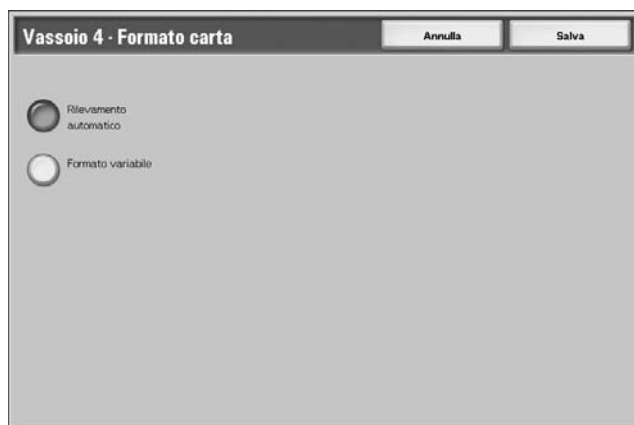 Vassoio 4 - Formato carta
Annulla
Salva
Rilevamento
automatico
Formato variabile